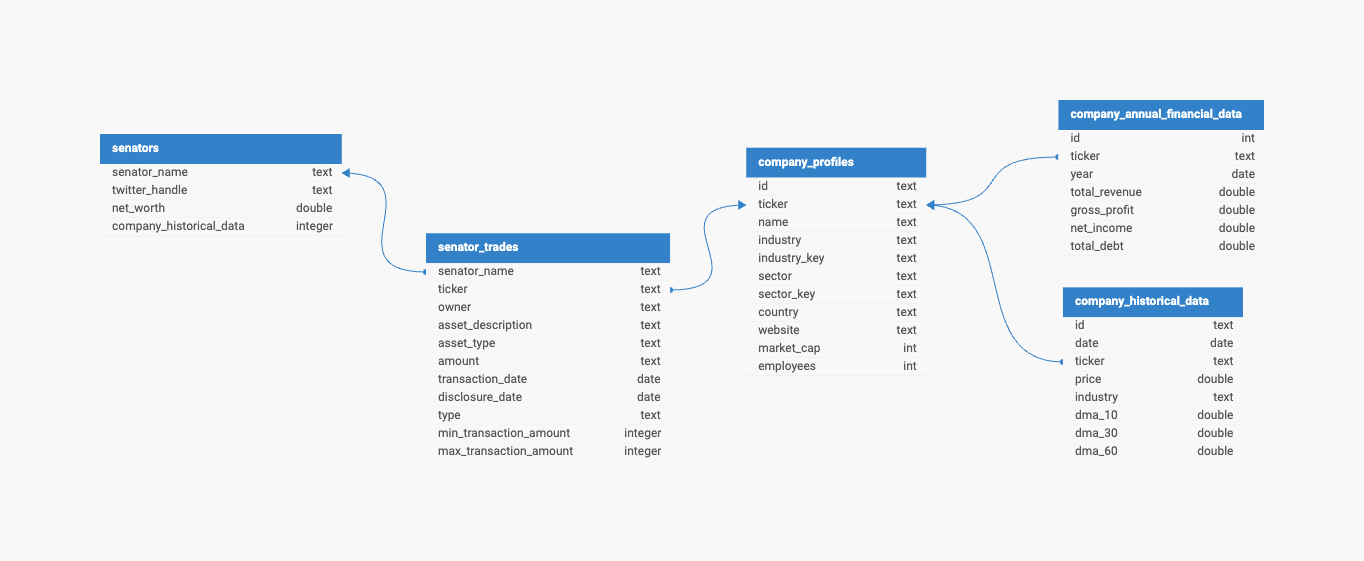 senators
senator_name text
twitter_handle text
net_worth double
company_historical_data integer
senator_trades
senator_name text
ticker text
owner text
asset_description text
asset_type text
amount text
transaction_date date
disclosure_date date
type text
min_transaction_amount integer
max_transaction_amount integer
company_profiles
id text
ticker text
name text
industry text
industry_key text
sector text
sector_key text
country text
website text
market_cap int
employees int
company_annual_financial_data
id int
ticker text
year date
total_revenue double
gross_profit double
net_income double
total_debt double
company_historical_data
id text
date date
ticker text
price double
industry text
dma_10 double
dma_30 double
dma_60 double